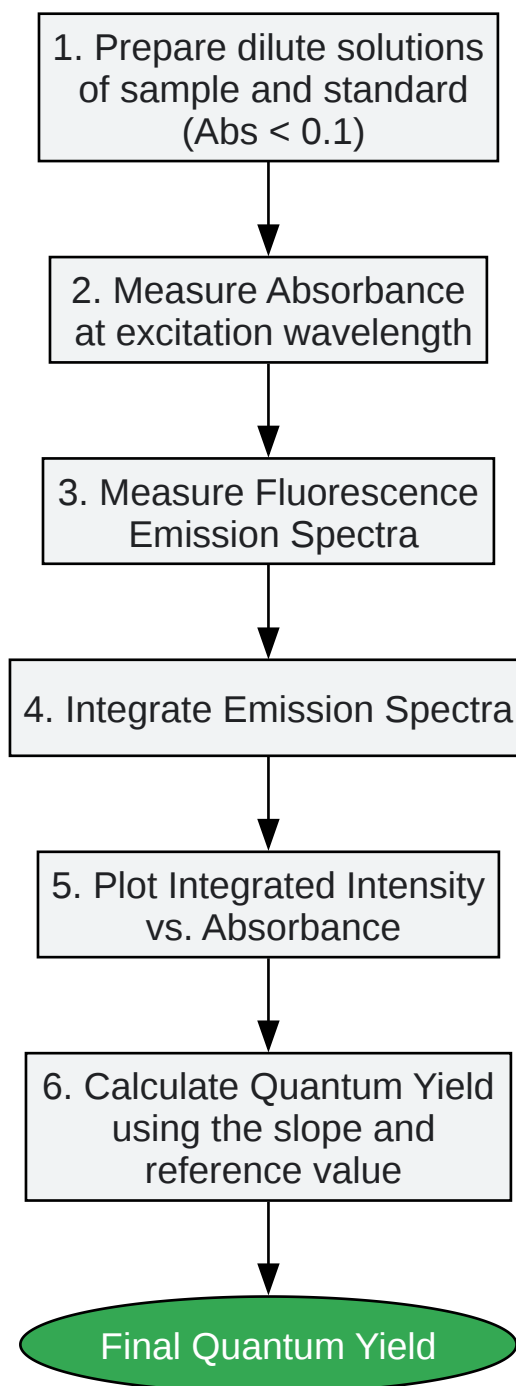 1. Prepare dilute solutions
of sample and standard
(Abs < 0.1)
2. Measure Absorbance
at excitation wavelength
3. Measure Fluorescence
Emission Spectra
4. Integrate Emission Spectra
5. Plot Integrated Intensity
vs. Absorbance
6. Calculate Quantum Yield
using the slope and
reference value
Final Quantum Yield